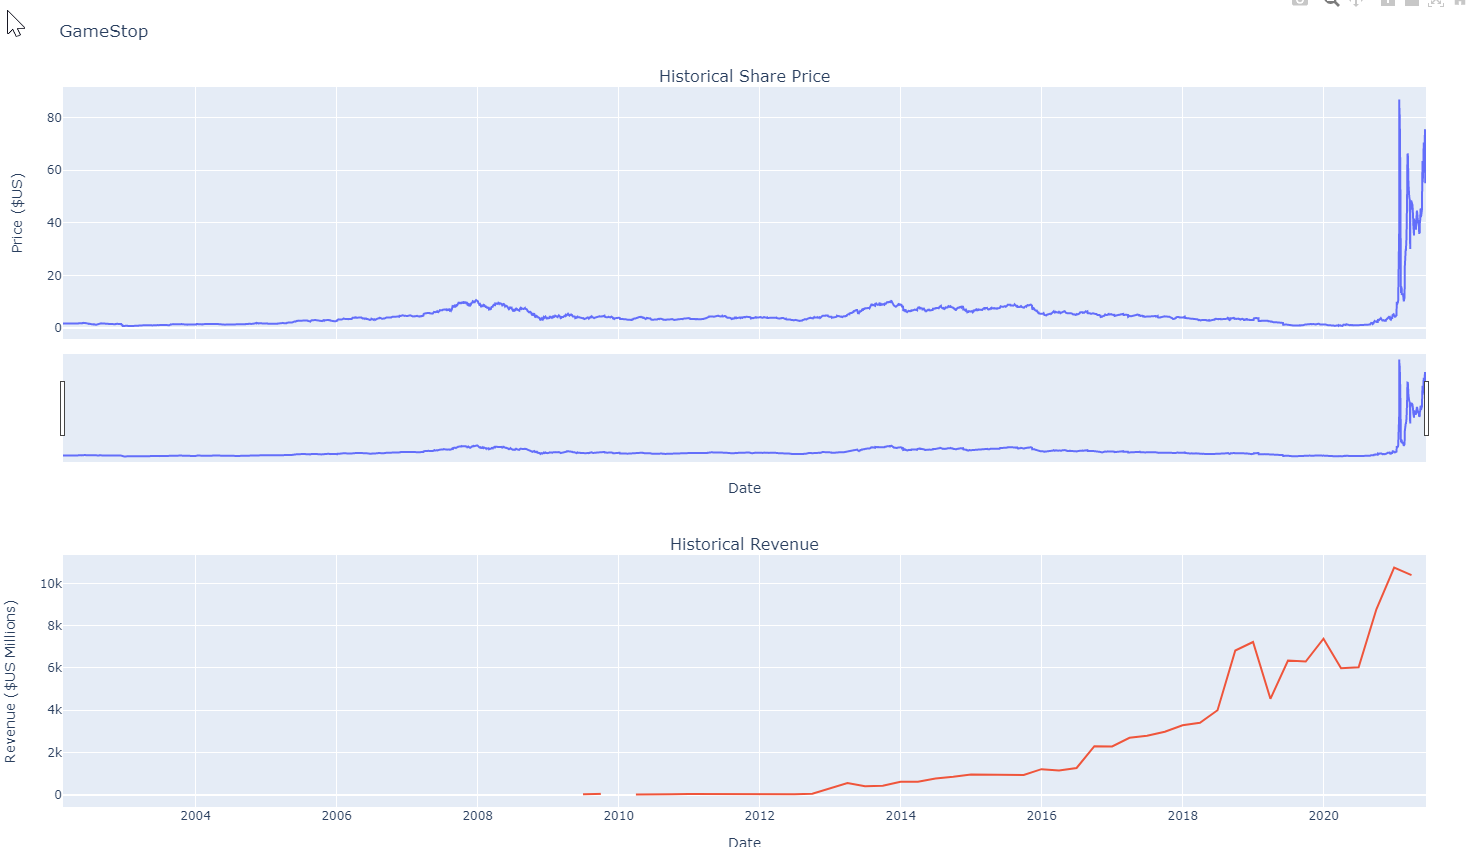 GameStop
Historical Share Price
80
60
40
20
0
Price ($US)
Date
Historical Revenue
10k
8k
6k
4k
2k
0
Revenue ($US Millions)
2004 2006 2008 2010 2012 2014 2016 2018 2020
Date